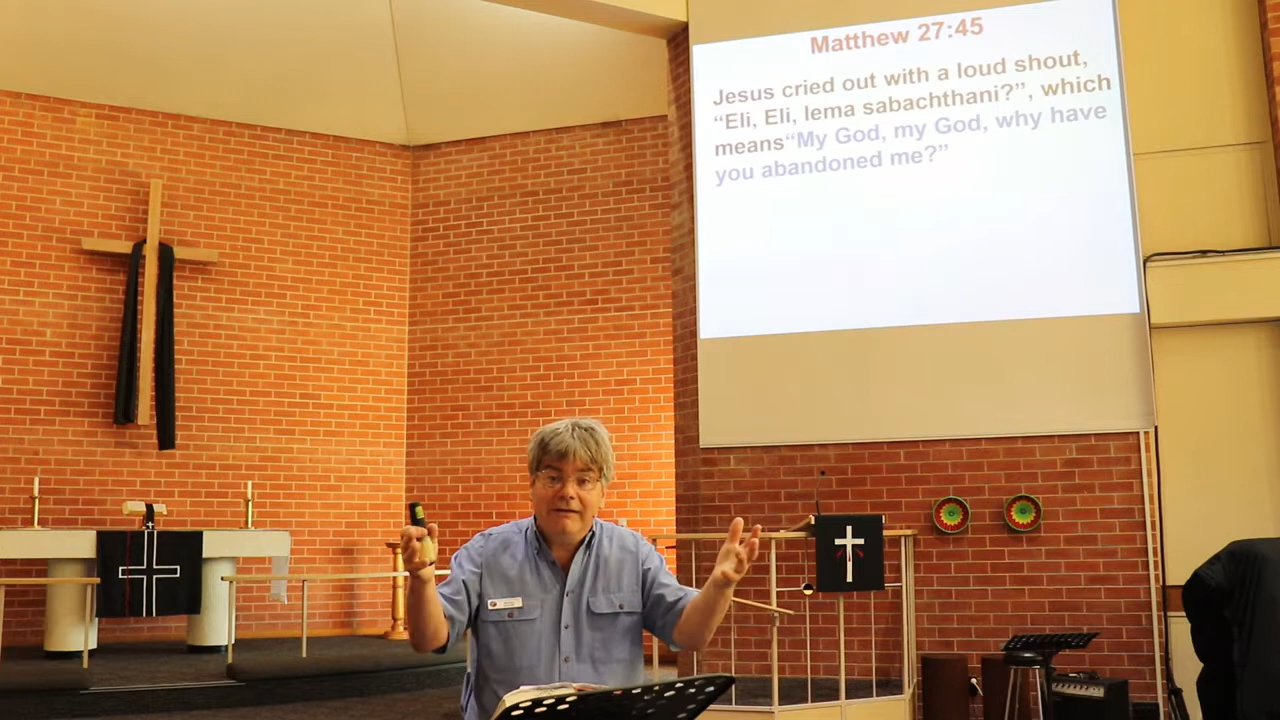 Matthew 27:45
Jesus cried out with a loud shout,
“Eli, Eli, lema sabachthani?”, which
means“My God, my God, why have
you abandoned me?”